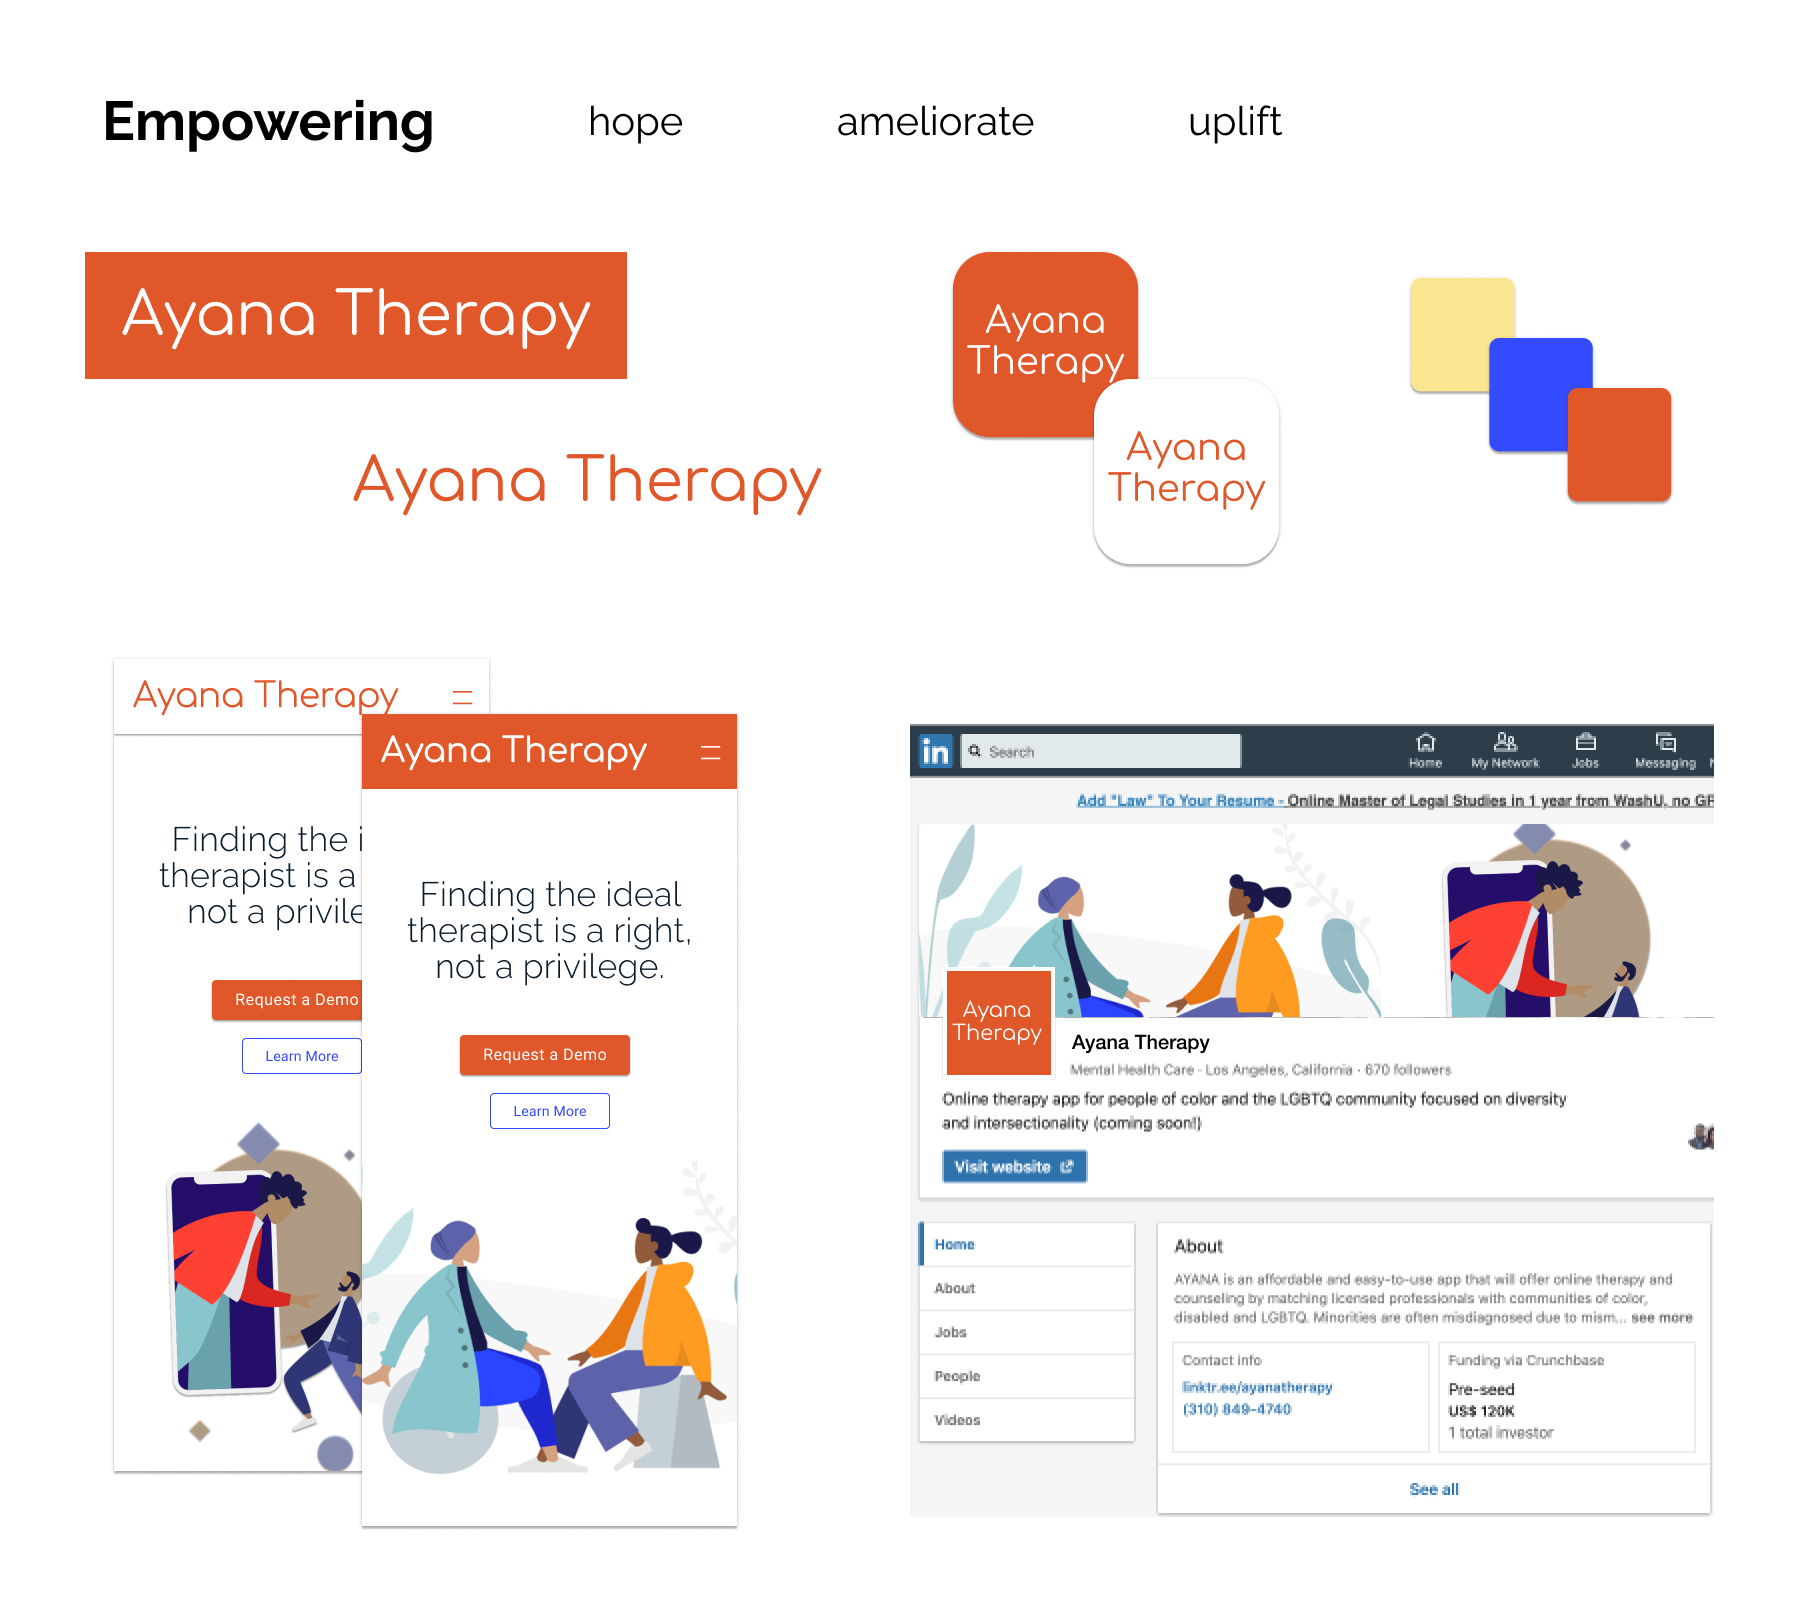 Empowering
hope
ameliorate
uplift
Ayana Therapy
Ayana Therapy
Ayana
Therapy
Ayana
Therapy
Ayana Therapy
Finding the
therapist is a
not a
Request a Demo
Learn More
Ayana Therapy
Finding the ideal
therapist is a right,
not a privilege.
Request a Demo
Learn More
in
Search
Home
My Network
Jobs
Messaging
Add "Law" To Your Resume - Online Master of Legal Studies in 1 year from WashU. no
Ayana
Therapy
Ayana Therapy
Mental Health Care · Los Angeles, California · 670 followers
Online therapy app for people of color and the LGBTQ community focused on diversity
and intersectionality (coming soon!)
Visit website
Home
About
Jobs
People
Videos
About
AYANA is an affordable and easy-to-use app that will offer online therapy and
counseling by matching licensed professionals with communities of color,
disabled and LGBTQ. Minorities are often misdiagnosed due to mism... see more
Contact info
linktr.ee/ayanatherapy
(310) 849-4740
Funding via Crunchbase
Pre-seed
US$ 120K
1 total investor
See all